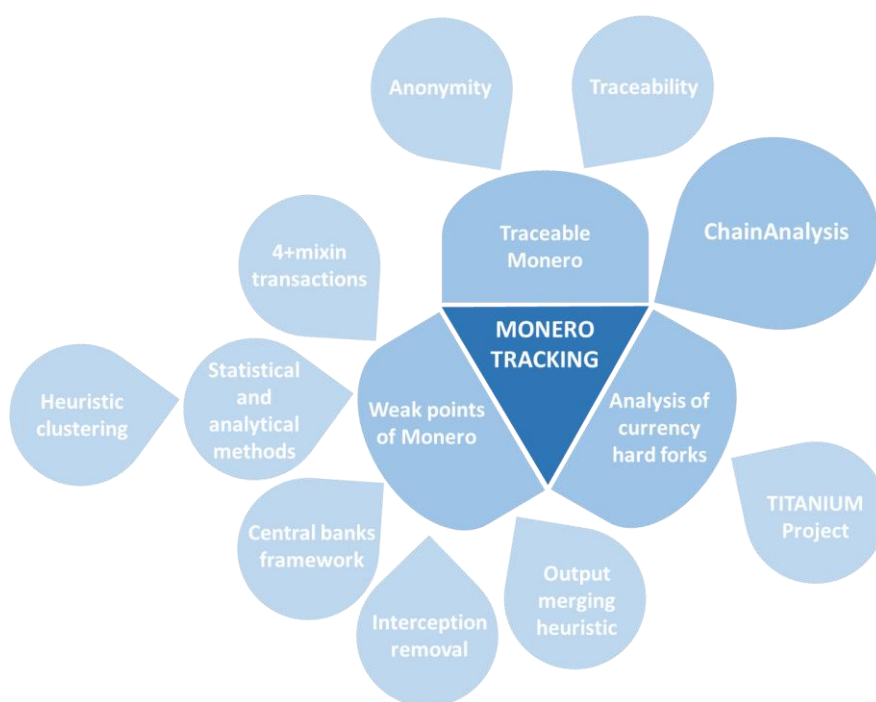 Anonymity
Traceability
Traceable
Monero
ChainAnalysis
4+mixin
transactions
MONERO
TRACKING
Heuristic
clustering
Statistical
and
analytical
methods
Weak points
of Monero
Analysis of
currency
hard forks
TITANIUM
Project
Central banks
framework
Output
merging
heuristic
Interception
removal